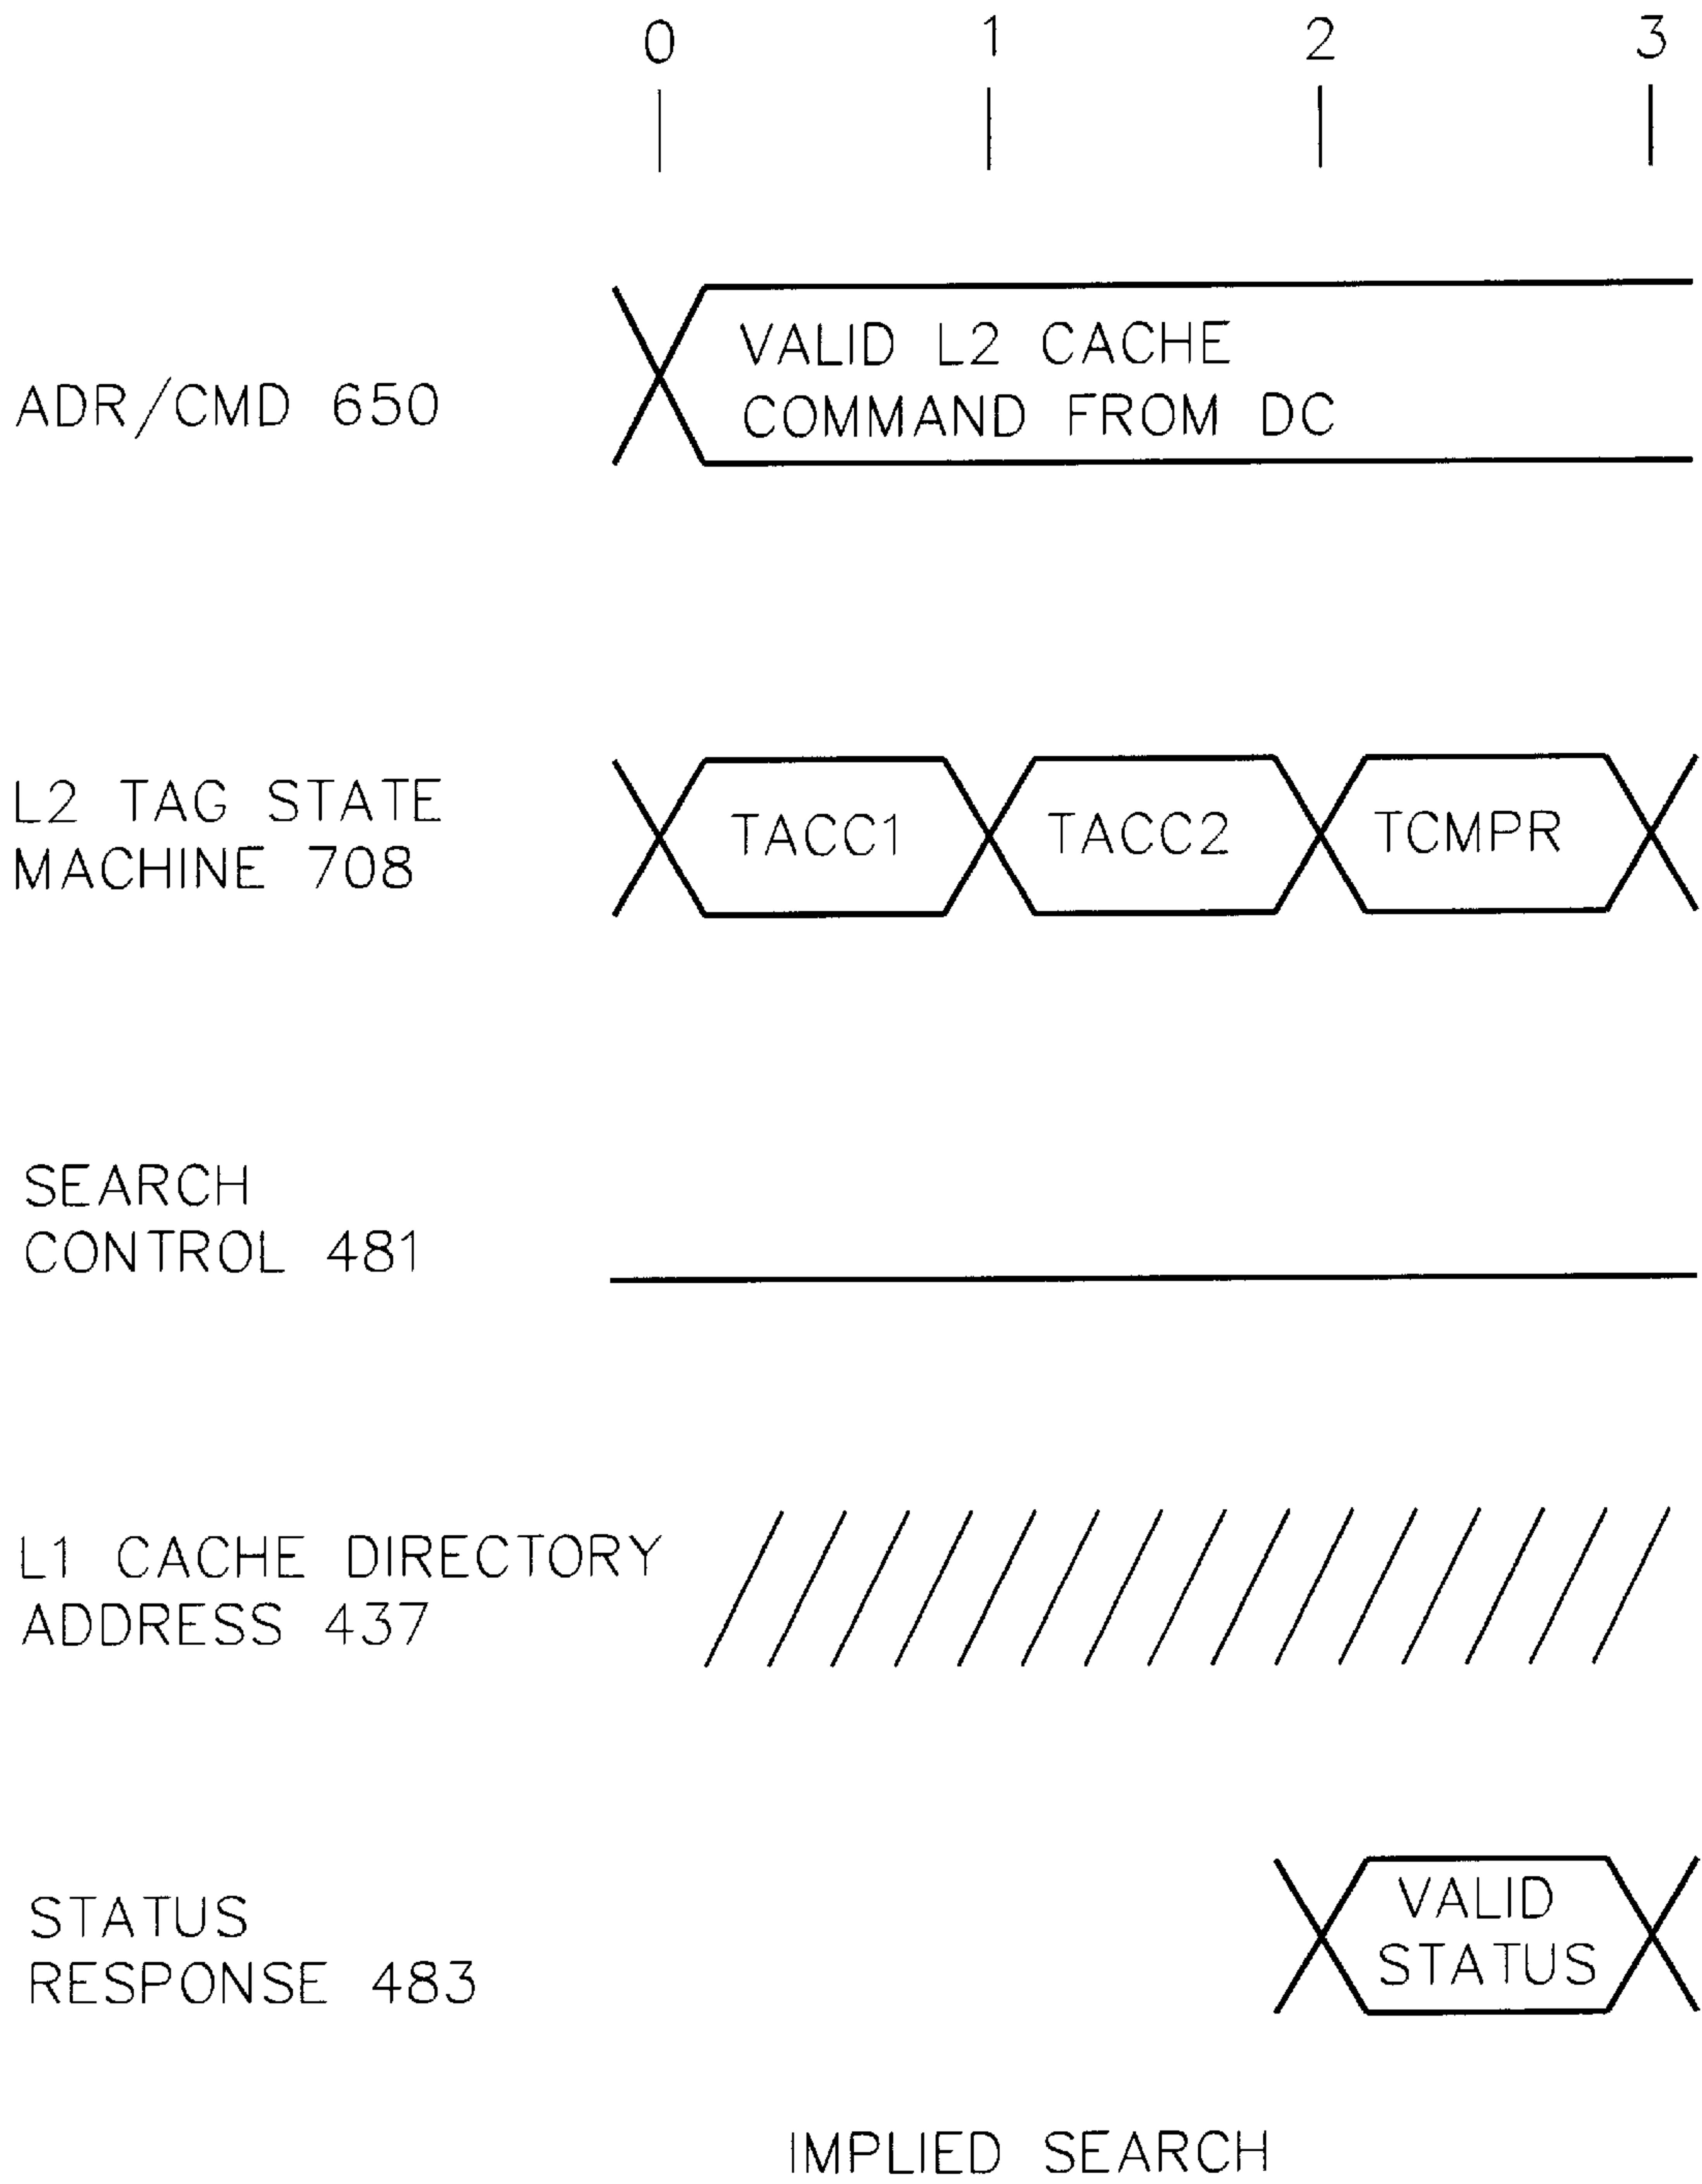 0 1 2 3
ADR/CMD 650
VALID L2 CACHE
COMMAND FROM DC
L2 TAG STATE
MACHINE 708
TACC1 TACC2 TCMPR
SEARCH
CONTROL 481
L1 CACHE DIRECTORY
ADDRESS 437
STATUS
RESPONSE 483
VALID
STATUS
IMPLIED SEARCH